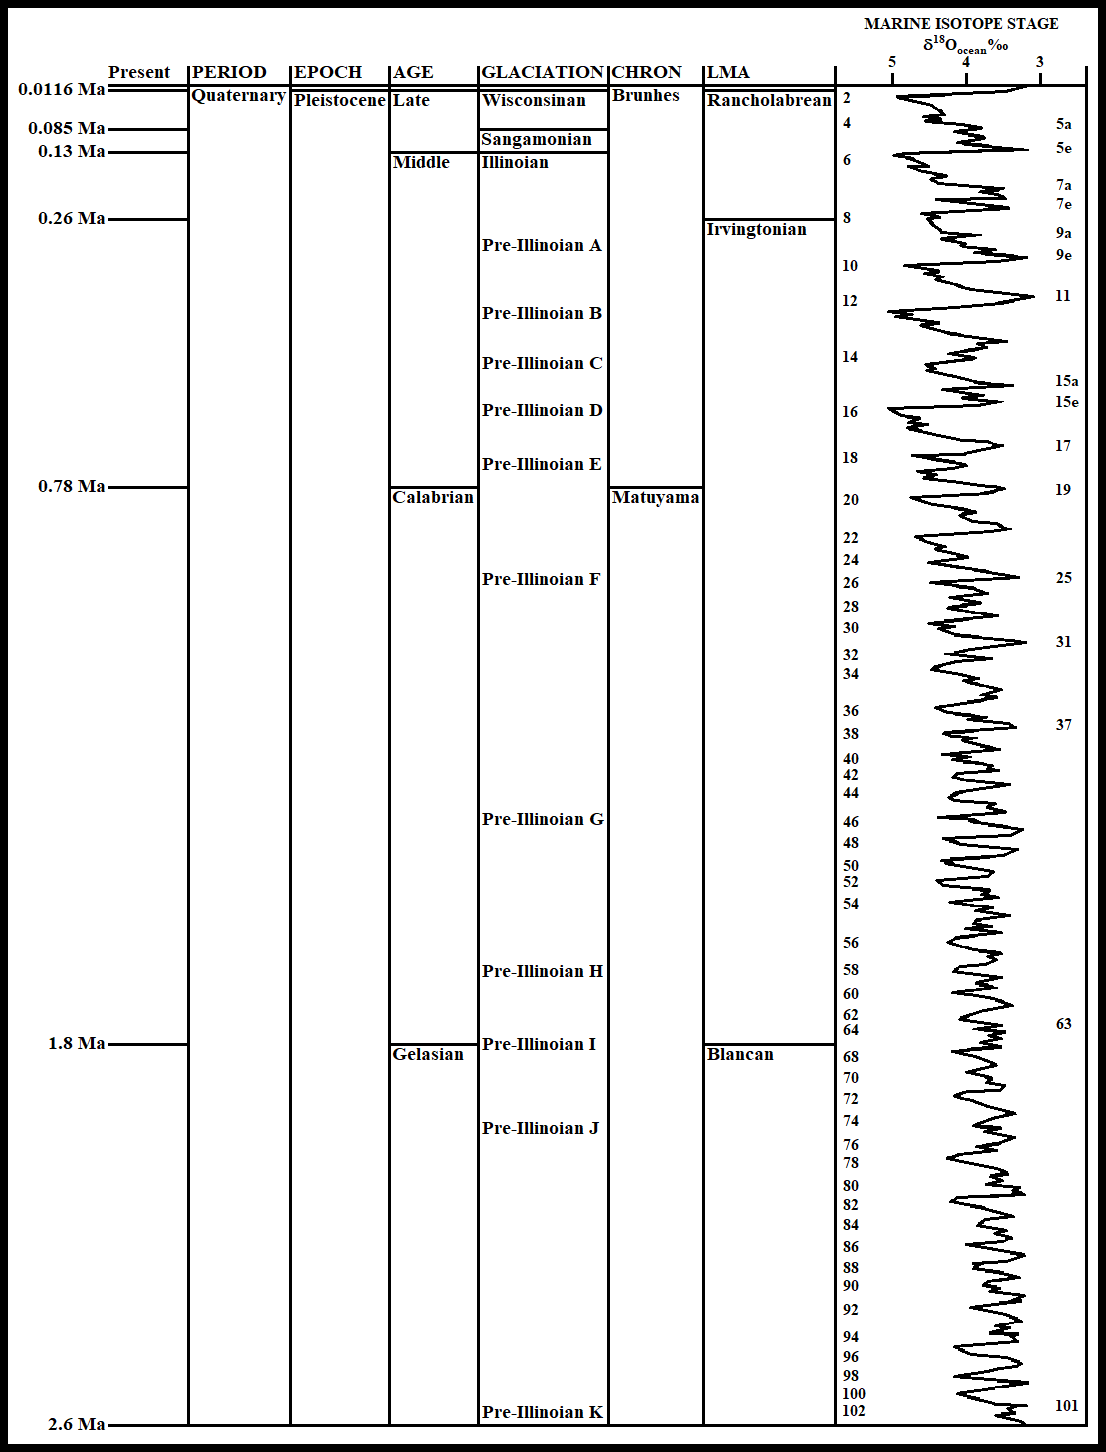 MARINE ISOTOPE STAGE
δ18Oocean‰
5 4 3
Present PERIOD EPOCH AGE GLACIATION CHRON LMA
0.0116 Ma
Quaternary Pleistocene Late Wisconsinan Brunhes Rancholabrean 2
4 5a
0.085 Ma
Sangamonian
5e
0.13 Ma
Middle Illinoian 6
7a
7e
0.26 Ma 8
Irvingtonian 9a
Pre-Illinoian A
9e
10
11
12
Pre-Illinoian B
14
Pre-Illinoian C
15a
15e
Pre-Illinoian D 16
17
18
Pre-Illinoian E
0.78 Ma 19
Calabrian Matuyama 20
22
24
Pre-Illinoian F 25
26
28
30
31
32
34
36
37
38
40
42
44
Pre-Illinoian G 46
48
50
52
54
56
Pre-Illinoian H 58
60
62
63
64
1.8 Ma Pre-Illinoian I
Gelasian Blancan 68
70
72
74
Pre-Illinoian J
76
78
80
82
84
86
88
90
92
94
96
98
100
101
Pre-Illinoian K 102
2.6 Ma